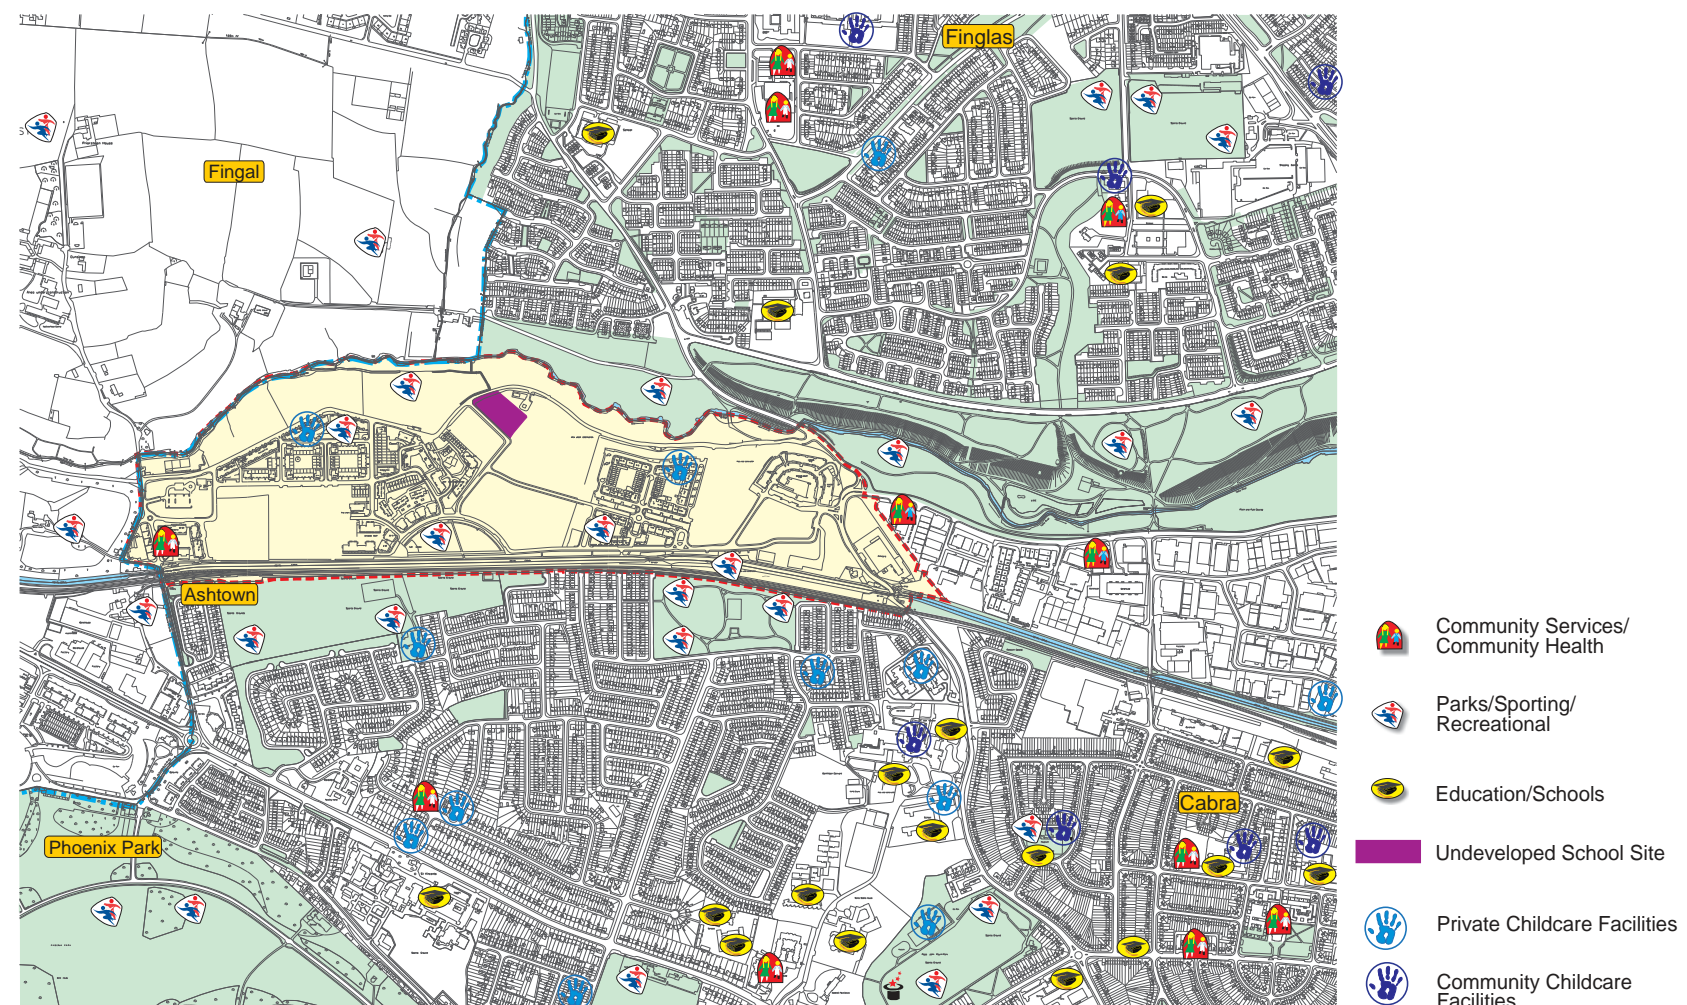 Finglas
Fingal
Ashtown
Cabra
Phoenix Park
Community Services/
Community Health
Parks/Sporting/
Recreational
Education/Schools
Undeveloped School Site
Private Childcare Facilities
Community Childcare
Facilities